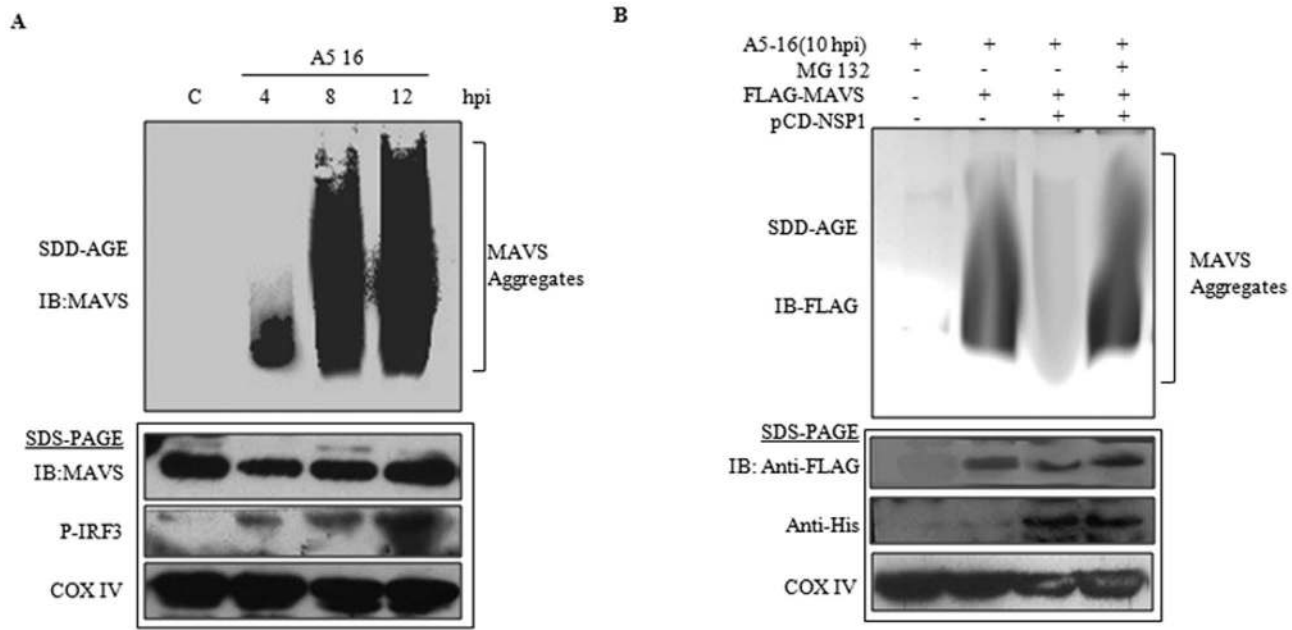 A
A5 16
C 4 8 12 hpi
SDD-AGE
IB:MAVS
MAVS
Aggregates
SDS-PAGE
IB:MAVS
P-IRF3
COX IV
B
A5-16(10 hpi) + + + +
MG 132 - - - +
FLAG-MAVS - + + +
pCD-NSP1 - - + +
SDD-AGE
IB-FLAG
MAVS
Aggregates
SDS-PAGE
IB: Anti-FLAG
Anti-His
COX IV